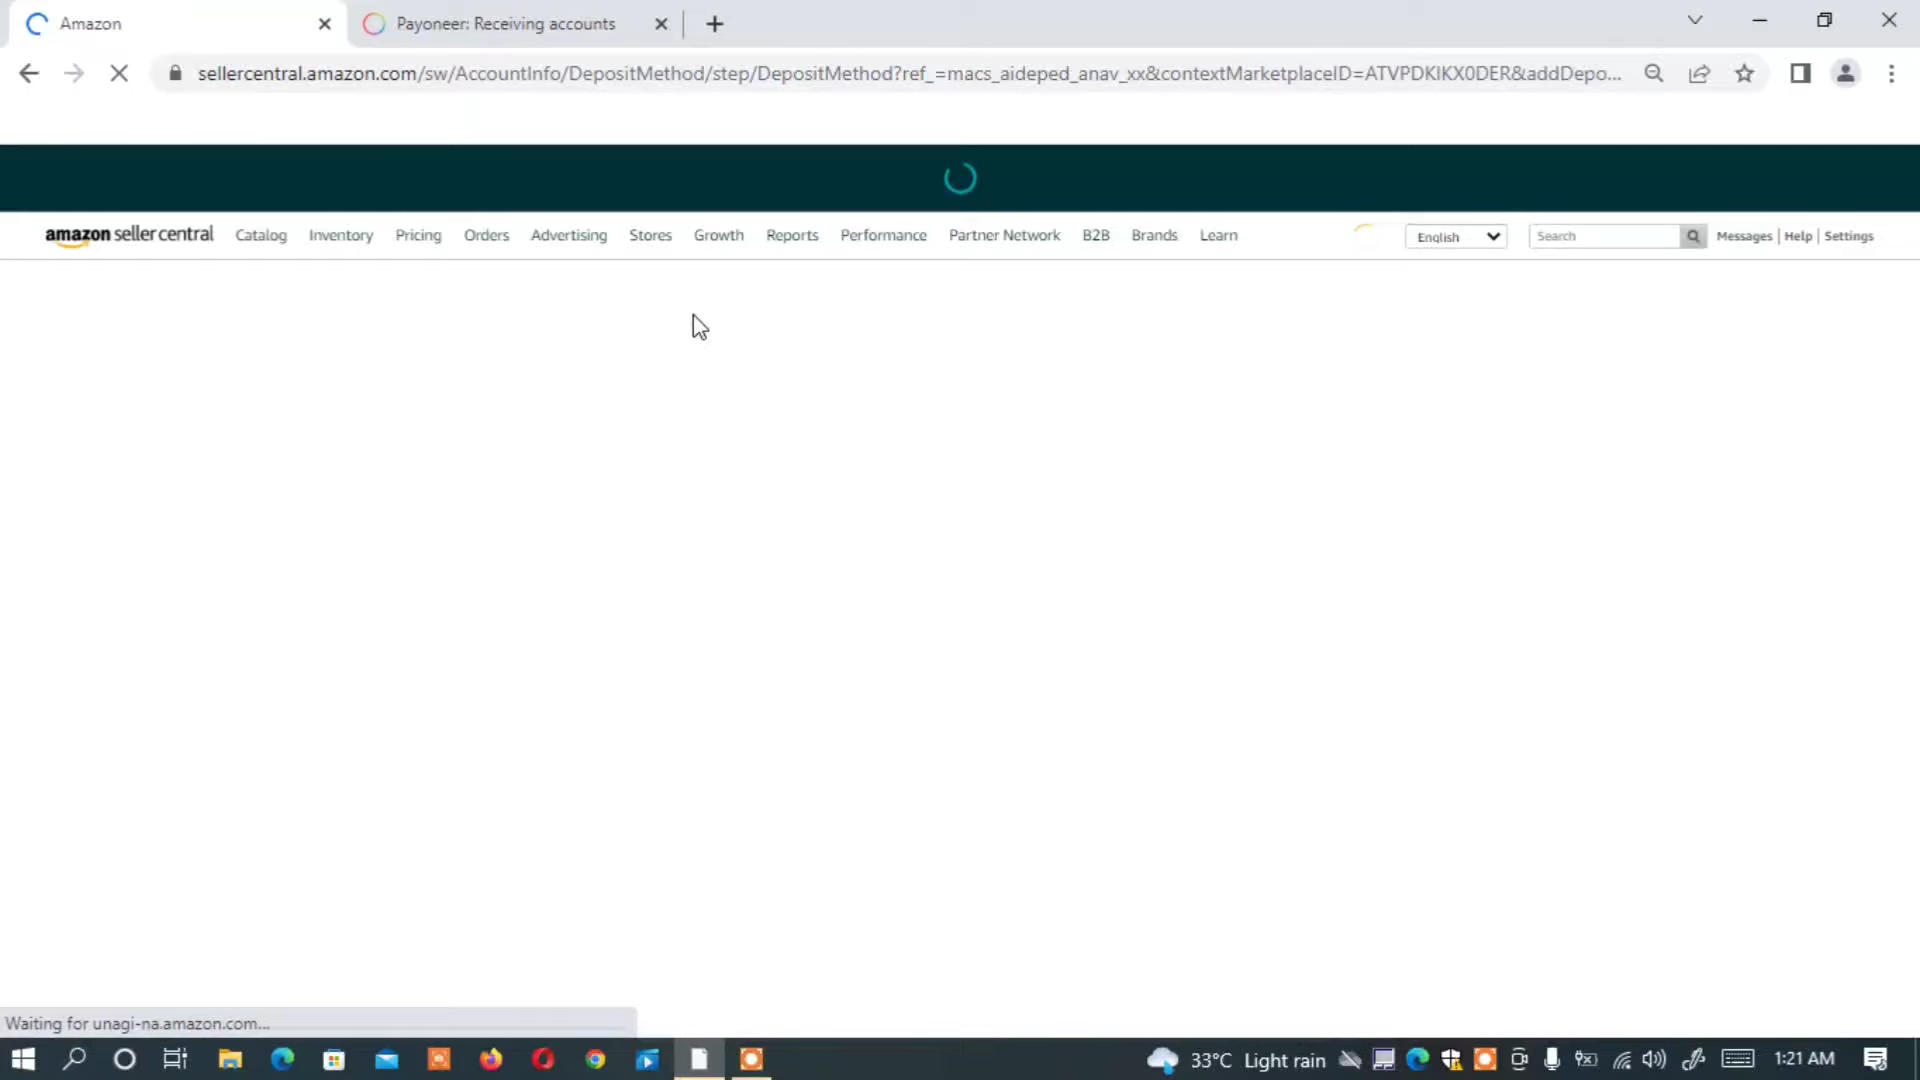 Amazon
Payoneer: Receiving accounts
sellercentral.amazon.com/sw/AccountInfo/DepositMethod/step/DepositMethod?ref_=macs_aideped_anav_xx&contextMarketplaceID=ATVPDKIKX0DER&addDepo...
amazon seller central Catalog Inventory Pricing Orders Advertising Stores Growth Reports Performance Partner Network B2B Brands Learn English Search Messages | Help | Settings
Waiting for unagi-na.amazon.com...
33°C Light rain 1:21 AM